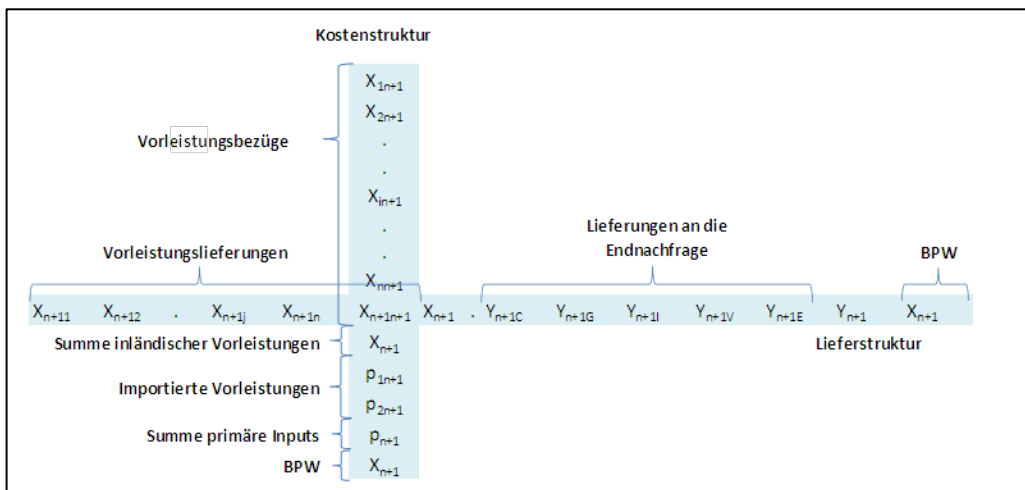 Kostenstruktur
X1n+1
X2n+1
Vorleistungsbezüge
.
.
Xin+1
Lieferungen an die
Endnachfrage
.
Vorleistungslieferungen
.
BPW
Xnn+1
Xn+11 Xn+12 . Xn+1j Xn+1n Xn+1n+1 Xn+1 . Yn+1C Yn+1G Yn+1I Yn+1V Yn+1E Yn+1 Xn+1
Summe inländischer Vorleistungen Xn+1 Lieferstruktur
p1n+1
Importierte Vorleistungen
p2n+1
Summe primäre Inputs pn+1
BPW Xn+1